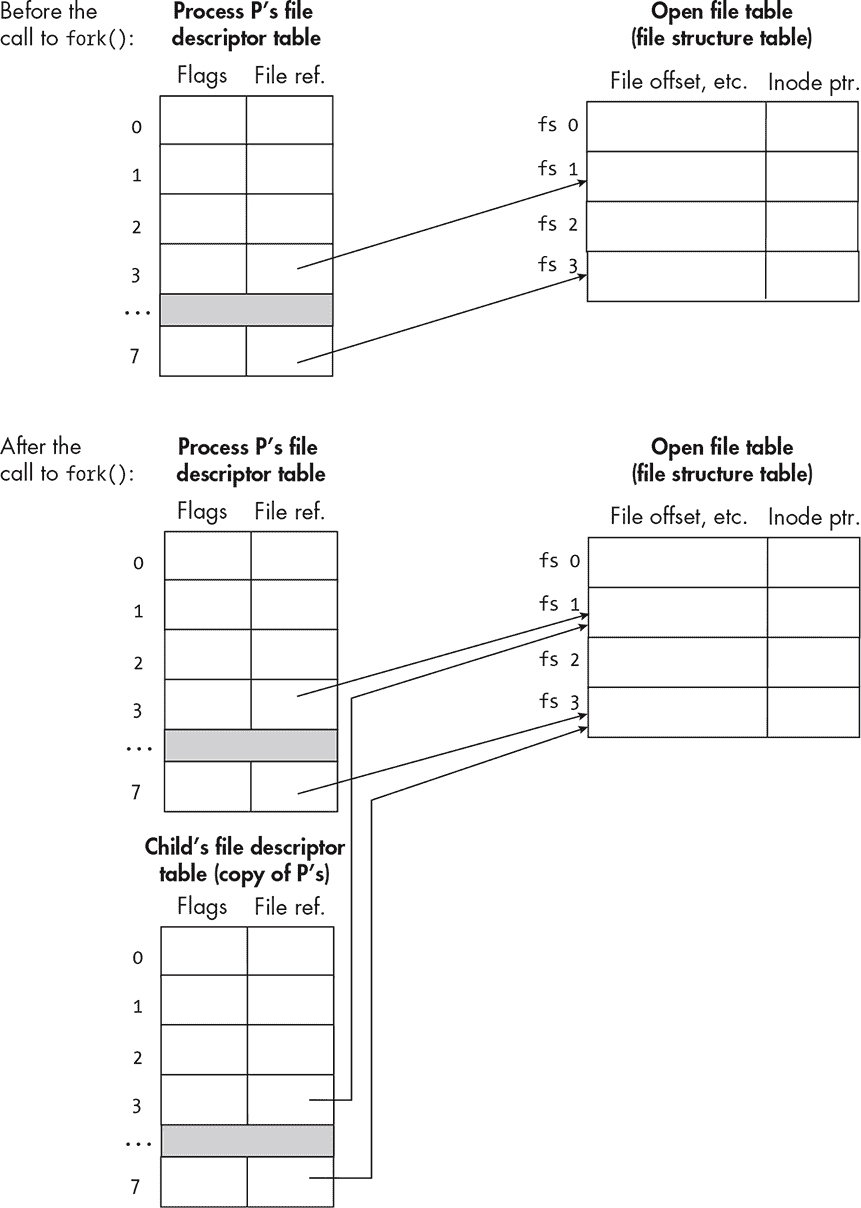 Before the
call to fork():
Process P's file
descriptor table
Open file table
(file structure table)
Flags File ref.
File offset, etc. Inode ptr.
0
1
2
3
...
7
fs 0
fs 1
fs 2
fs 3
After the
call to fork():
Process P's file
descriptor table
Open file table
(file structure table)
Flags File ref.
File offset, etc. Inode ptr.
0
1
2
3
...
7
fs 0
fs 1
fs 2
fs 3
Child's file descriptor
table (copy of P's)
Flags File ref.
0
1
2
3
...
7